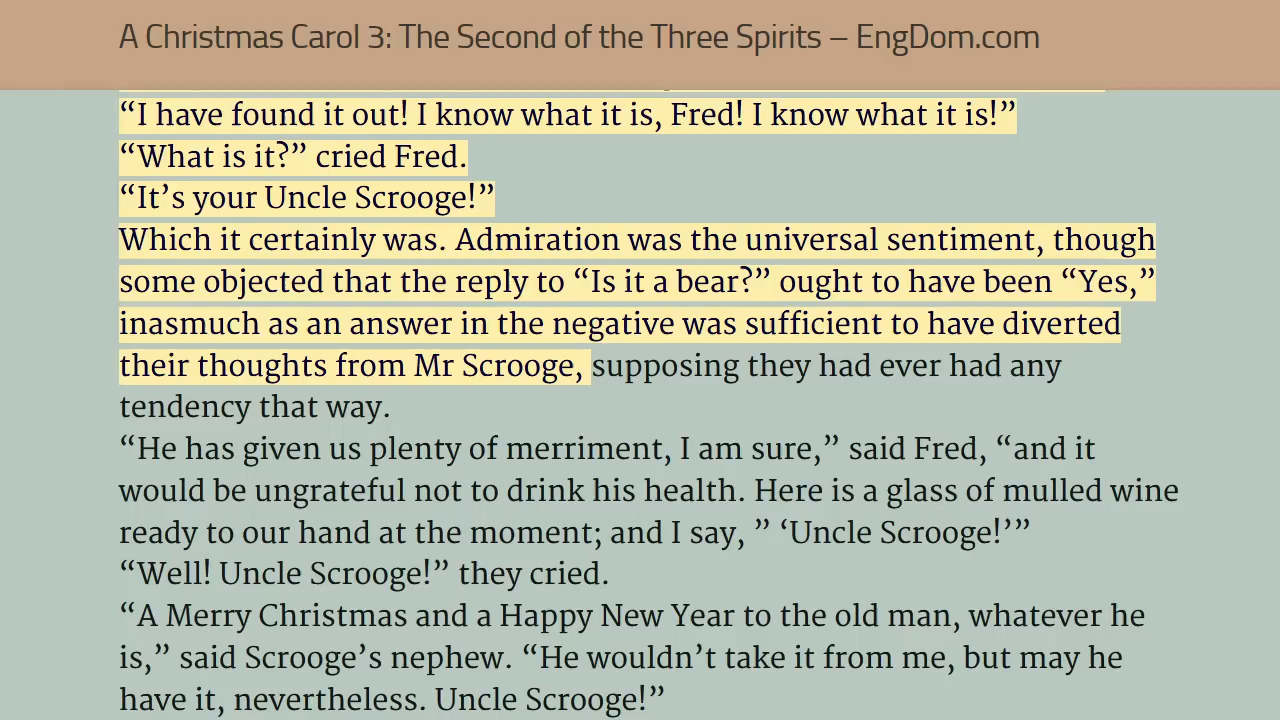 A Christmas Carol 3: The Second of the Three Spirits – EngDom.com
“I have found it out! I know what it is, Fred! I know what it is!”
“What is it?” cried Fred.
“It’s your Uncle Scrooge!”
Which it certainly was. Admiration was the universal sentiment, though
some objected that the reply to “Is it a bear?” ought to have been “Yes,”
inasmuch as an answer in the negative was sufficient to have diverted
their thoughts from Mr Scrooge, supposing they had ever had any
tendency that way.
“He has given us plenty of merriment, I am sure,” said Fred, “and it
would be ungrateful not to drink his health. Here is a glass of mulled wine
ready to our hand at the moment; and I say, ” ‘Uncle Scrooge!’”
“Well! Uncle Scrooge!” they cried.
“A Merry Christmas and a Happy New Year to the old man, whatever he
is,” said Scrooge’s nephew. “He wouldn’t take it from me, but may he
have it, nevertheless. Uncle Scrooge!”